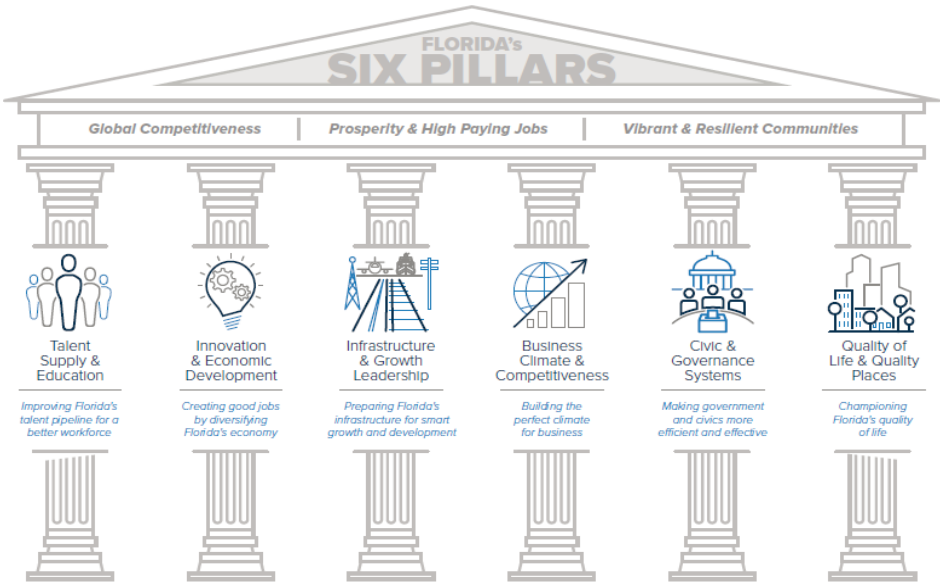 FLORIDA's
SIX PILLARS
Global Competitiveness | Prosperity & High Paying Jobs | Vibrant & Resilient Communities
Talent
Supply &
Education
Improving Florida's
talent pipeline for a
better workforce
Innovation
& Economic
Development
Creating good jobs
by diversifying
Florida's economy
Infrastructure
& Growth
Leadership
Preparing Florida's
infrastructure for smart
growth and development
Business
Climate &
Competitiveness
Building the
perfect climate
for business
Civic &
Governance
Systems
Making government
and civics more
efficient and effective
Quality of
Life & Quality
Places
Championing
Florida's quality
of life